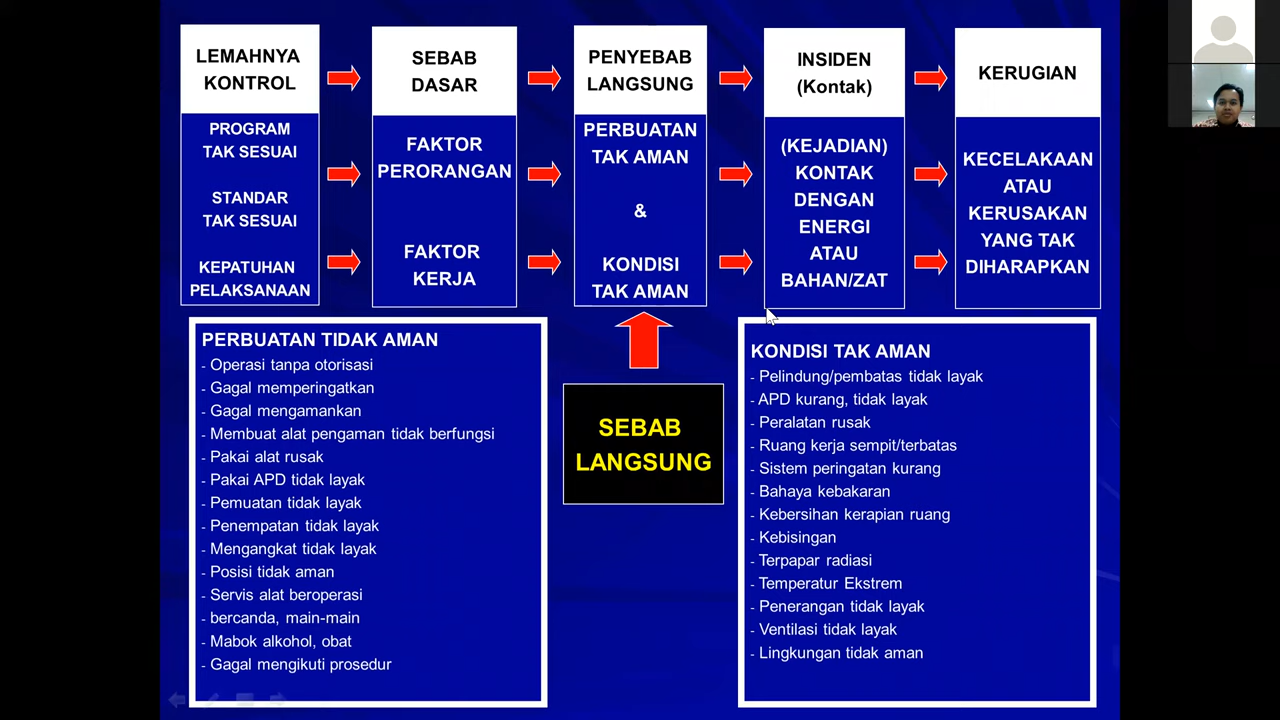 LEMAHNYA
KONTROL
PROGRAM
TAK SESUAI
STANDAR
TAK SESUAI
KEPATUHAN
PELAKSANAAN
SEBAB
DASAR
FAKTOR
PERORANGAN
FAKTOR
KERJA
PENYEBAB
LANGSUNG
PERBUATAN
TAK AMAN
&
KONDISI
TAK AMAN
INSIDEN
(Kontak)
(KEJADIAN)
KONTAK
DENGAN
ENERGI
ATAU
BAHAN/ZAT
KERUGIAN
KECELAKAAN
ATAU
KERUSAKAN
YANG TAK
DIHARAPKAN
PERBUATAN TIDAK AMAN
- Operasi tanpa otorisasi
- Gagal memperingatkan
- Gagal mengamankan
- Membuat alat pengaman tidak berfungsi
- Pakai alat rusak
- Pakai APD tidak layak
- Pemuatan tidak layak
- Penempatan tidak layak
- Mengangkat tidak layak
- Posisi tidak aman
- Servis alat beroperasi
- bercanda, main-main
- Mabok alkohol, obat
- Gagal mengikuti prosedur
SEBAB
LANGSUNG
KONDISI TAK AMAN
- Pelindung/pembatas tidak layak
- APD kurang, tidak layak
- Peralatan rusak
- Ruang kerja sempit/terbatas
- Sistem peringatan kurang
- Bahaya kebakaran
- Kebersihan kerapian ruang
- Kebisingan
- Terpapar radiasi
- Temperatur Ekstrem
- Penerangan tidak layak
- Ventilasi tidak layak
- Lingkungan tidak aman